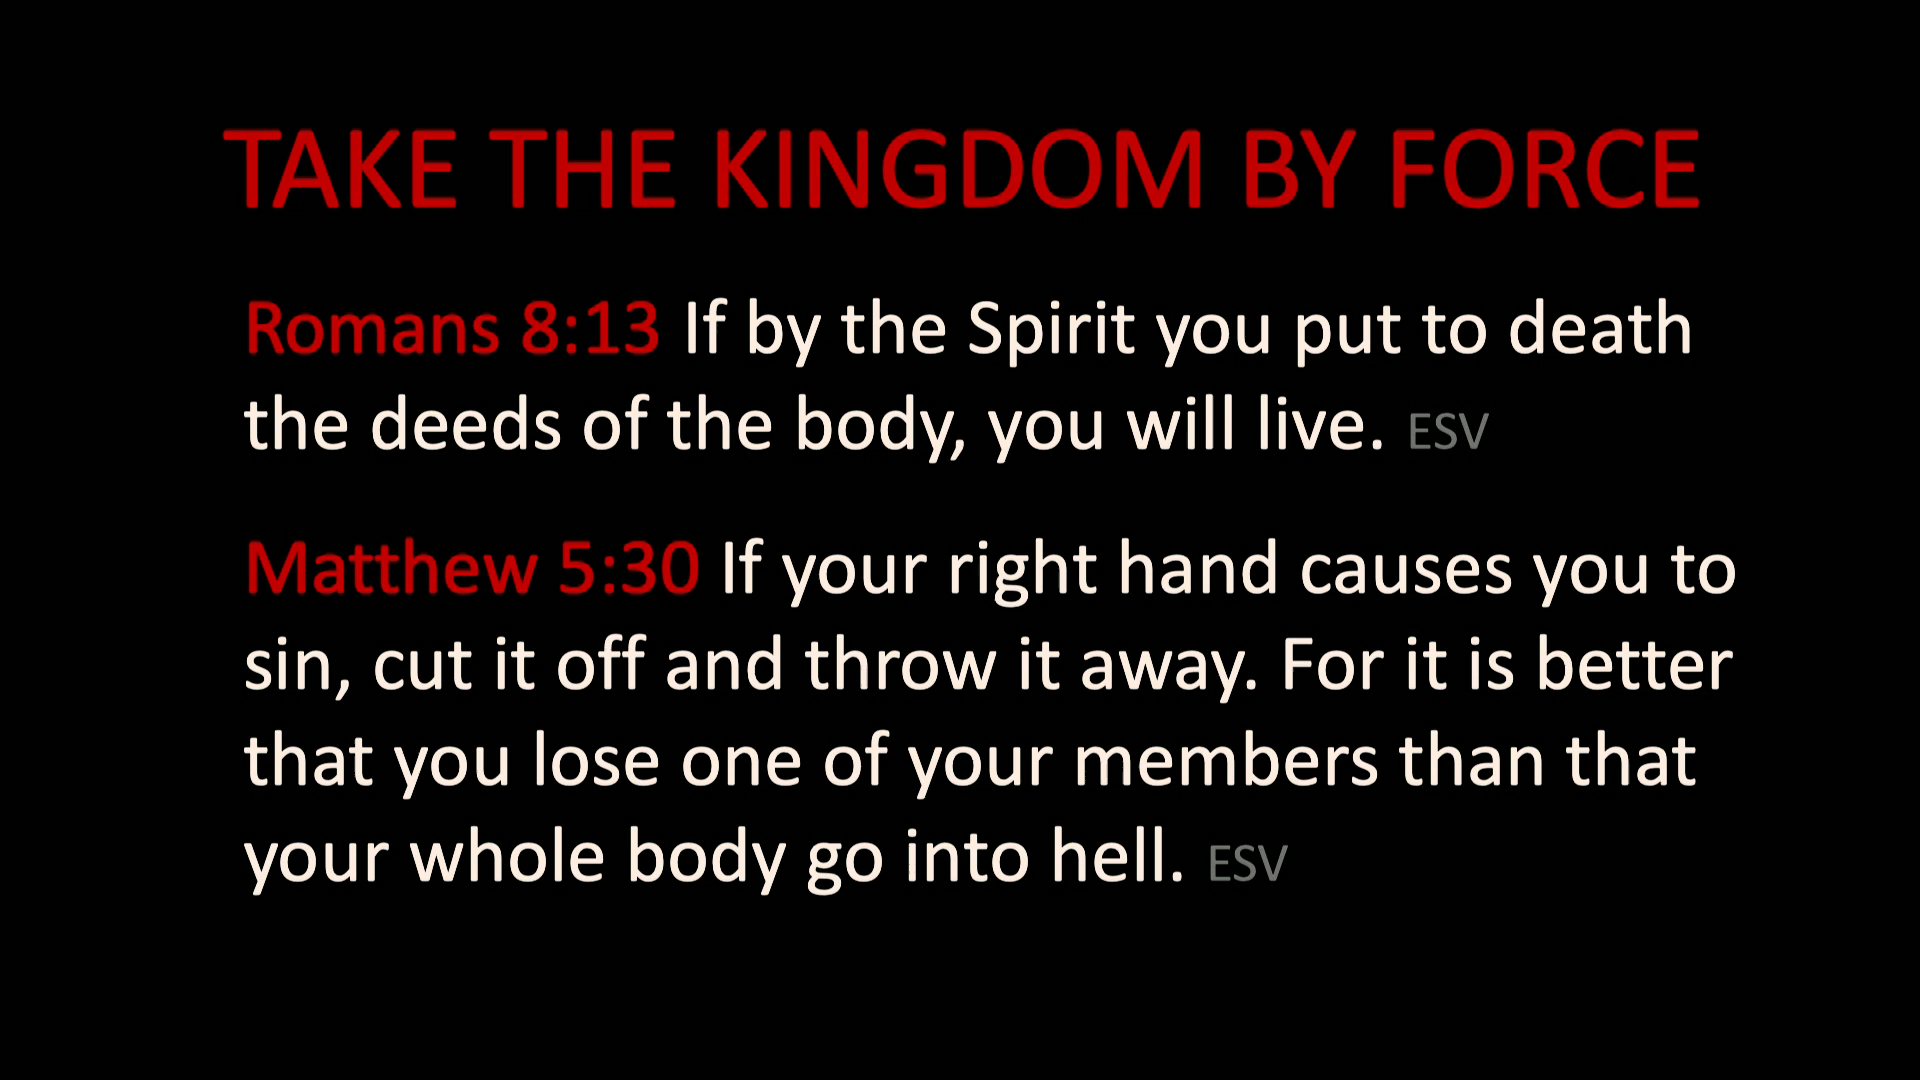 TAKE THE KINGDOM BY FORCE
Romans 8:13 If by the Spirit you put to death
the deeds of the body, you will live. ESV
Matthew 5:30 If your right hand causes you to
sin, cut it off and throw it away. For it is better
that you lose one of your members than that
your whole body go into hell. ESV